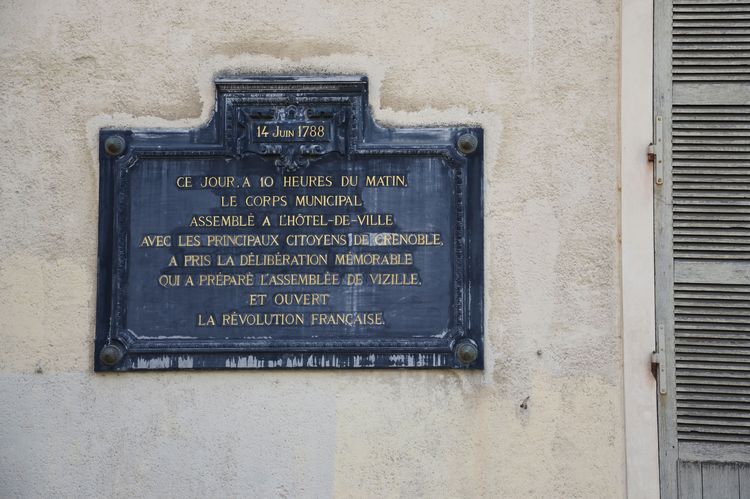 14 Juin 1788
CE JOUR, A 10 HEURES DU MATIN,
LE CORPS MUNICIPAL
ASSEMBLÉ A L'HÔTEL-DE-VILLE
AVEC LES PRINCIPAUX CITOYENS DE GRENOBLE,
A PRIS LA DÉLIBÉRATION MÉMORABLE
QUI A PRÉPARÉ L'ASSEMBLÉE DE VIZILLE,
ET OUVERT
LA RÉVOLUTION FRANÇAISE.